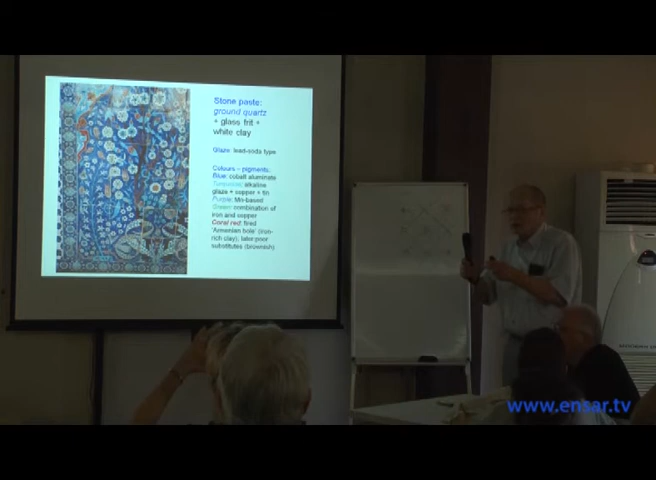 Stone paste:
ground quartz
+ glass frit +
white clay
Glaze: lead-soda type
Colours – pigments:
Blue: cobalt aluminate
Turquoise: alkaline
glaze + copper + tin
Purple: Mn-based
Green: combination of
iron and copper
Coral red: fired
'Armenian bole' (iron-
rich clay); later poor
substitutes (brownish)
www.ensar.tv